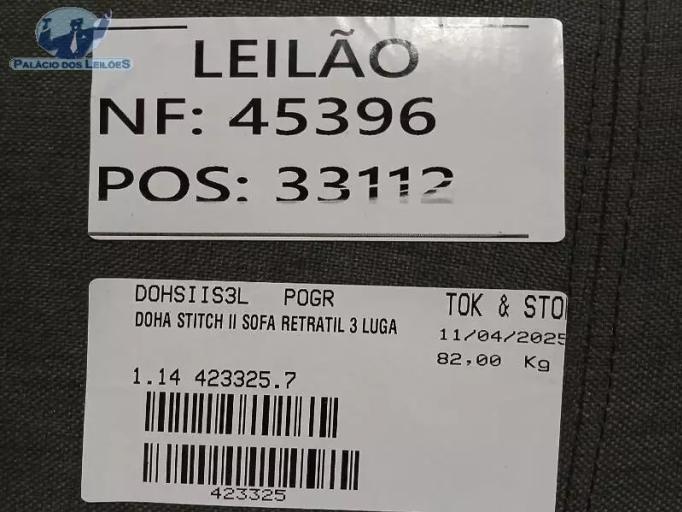 PALÁCIO DOS LEILÕES
LEILÃO
NF: 45396
POS: 33112
DOHSIIS3L POGR
TOK & STO
DOHA STITCH II SOFA RETRATIL 3 LUGA
11/04/2025
82,00 Kg
1.14 423325.7
423325